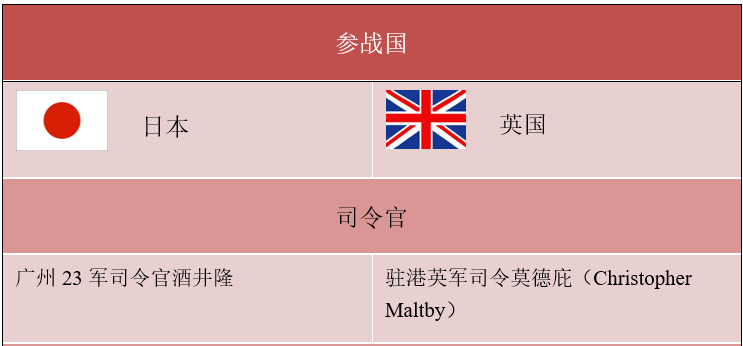 参战国
日本
英国
司令官
广州 23 军司令官酒井隆
驻港英军司令莫德庇（Christopher
Maltby）